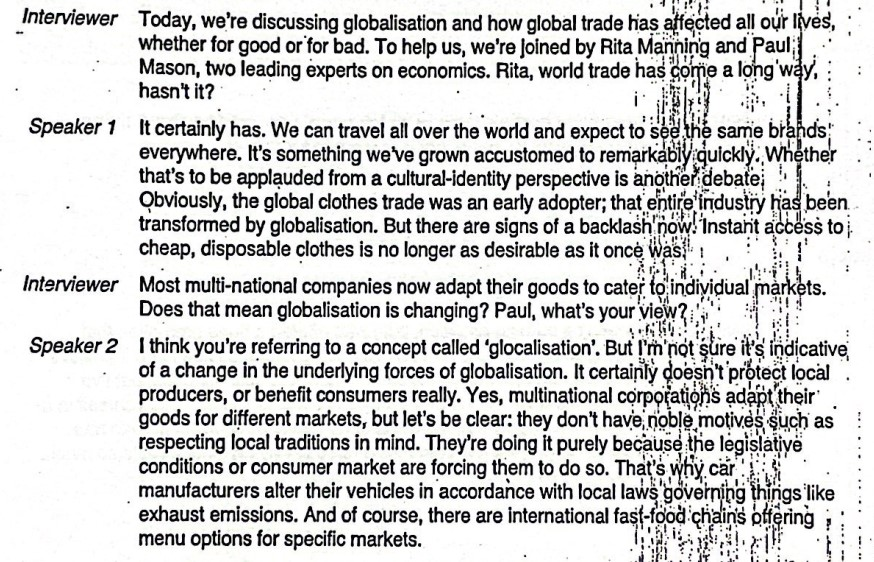 Interviewer Today, we're discussing globalisation and how global trade has affected all our lives,
whether for good or for bad. To help us, we're joined by Rita Manning and Paul
Mason, two leading experts on economics. Rita, world trade has come a long way,
hasn't it?
Speaker 1 It certainly has. We can travel all over the world and expect to see the same brands
everywhere. It's something we've grown accustomed to remarkably quickly. Whether
that's to be applauded from a cultural-identity perspective is another debate.
Obviously, the global clothes trade was an early adopter; that entire industry has been
transformed by globalisation. But there are signs of a backlash now. Instant access to
cheap, disposable clothes is no longer as desirable as it once was.
Interviewer Most multi-national companies now adapt their goods to cater to individual markets.
Does that mean globalisation is changing? Paul, what's your view?
Speaker 2 I think you're referring to a concept called 'glocalisation'. But I'm not sure it's indicative
of a change in the underlying forces of globalisation. It certainly doesn't protect local
producers, or benefit consumers really. Yes, multinational corporations adapt their
goods for different markets, but let's be clear: they don't have noble motives such as
respecting local traditions in mind. They're doing it purely because the legislative
conditions or consumer market are forcing them to do so. That's why car
manufacturers alter their vehicles in accordance with local laws governing things like
exhaust emissions. And of course, there are international fast-food chains offering
menu options for specific markets.